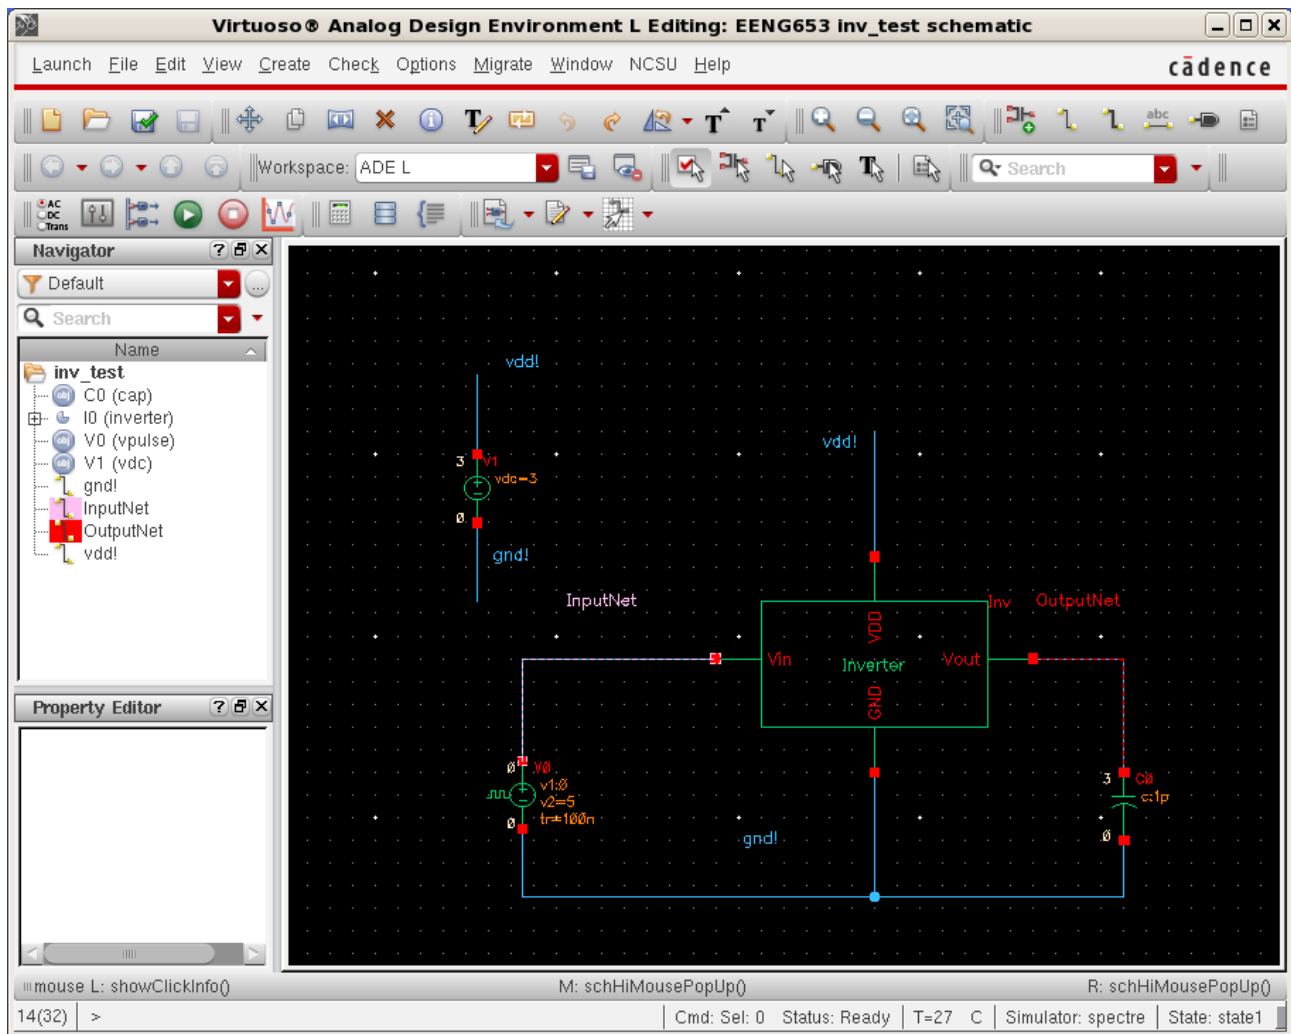 Virtuoso® Analog Design Environment L Editing: EENG653 inv_test schematic
Launch File Edit View Create Check Options Migrate Window NCSU Help
cādence
abc
Workspace: ADE L
Search
AC
DC
Trans
Navigator
Default
Search
Name
inv_test
C0 (cap)
I0 (inverter)
V0 (vpulse)
V1 (vdc)
gnd!
InputNet
OutputNet
vdd!
Property Editor
vdd!
3 V1
vdc=3
0
gnd!
vdd!
InputNet
Inv OutputNet
VDD
Vin Inverter Vout
GND
0 V0
v1:0
v2=5
0 tr=100n
gnd!
3 C0
c:1p
0
mouse L: showClickInfo() M: schHiMousePopUp() R: schHiMousePopUp()
14(32) > Cmd: Sel: 0 Status: Ready T=27 C Simulator: spectre State: state1